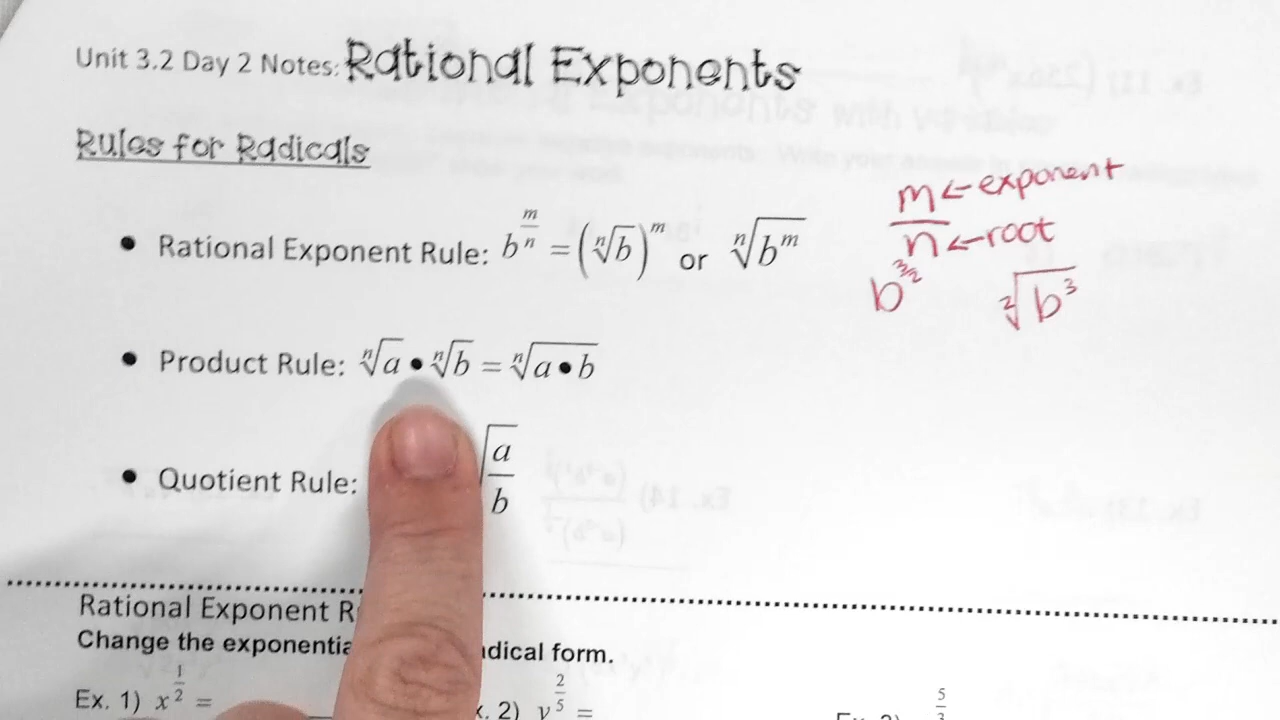 Unit 3.2 Day 2 Notes: Rational Exponents
Rules for Radicals
m ← exponent
n ← root
• Rational Exponent Rule: b^(m/n) = (ⁿ√b)^m or ⁿ√(b^m)
b^(3/2) ²√(b³)
• Product Rule: ⁿ√a • ⁿ√b = ⁿ√(a • b)
• Quotient Rule: √(a/b)
Rational Exponent R
Change the exponentia dical form.
Ex. 1) x^(1/2) = x. 2) y^(2/5) = 5/3